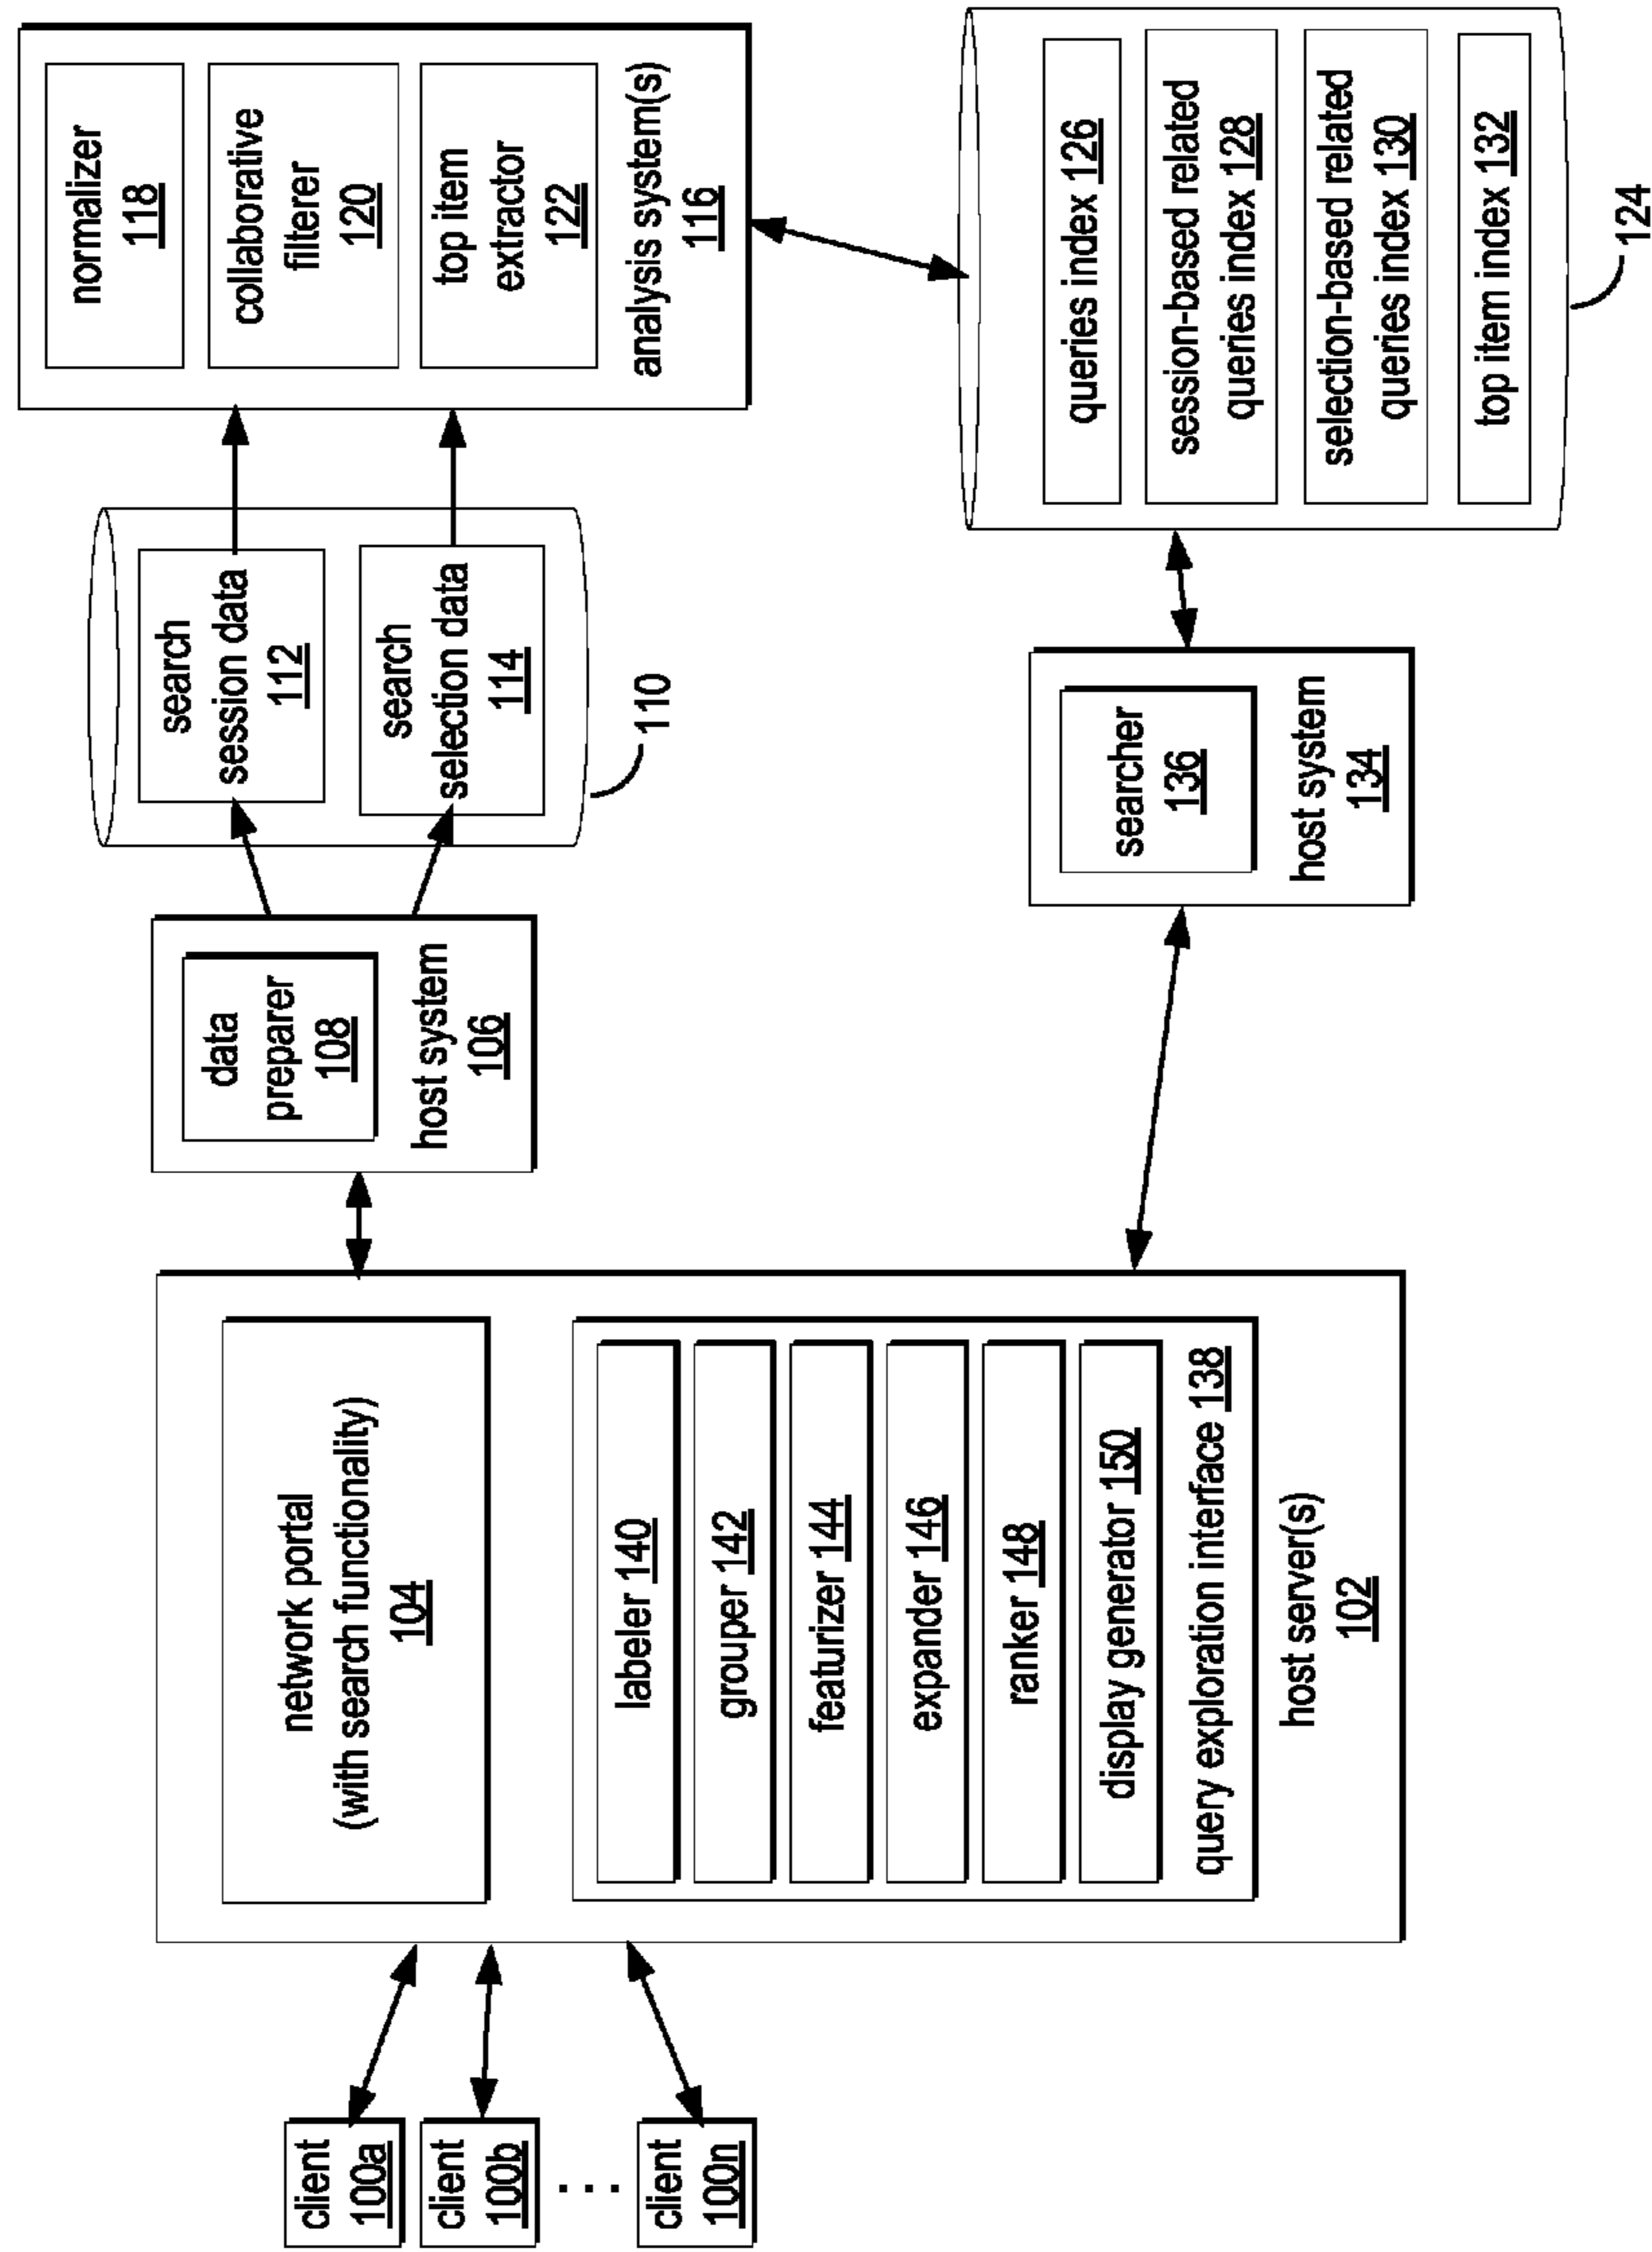 client
100a
client
100b
. . .
client
100n
network portal
(with search functionality)
104
labeler 140
grouper 142
featurizer 144
expander 146
ranker 148
display generator 150
query exploration interface 138
host server(s)
102
data
preparer
108
host system
106
search
session data
112
search
selection data
114
110
normalizer
118
collaborative
filterer
120
top item
extractor
122
analysis system(s)
116
searcher
136
host system
134
queries index 126
session-based related
queries index 128
selection-based related
queries index 130
top item index 132
124